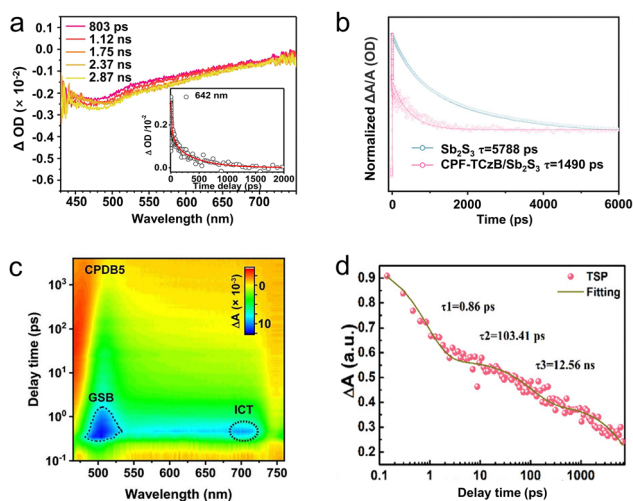 a
803 ps
1.12 ns
1.75 ns
2.37 ns
2.87 ns
Δ OD (× 10⁻²)
0.1
0.0
-0.1
-0.2
-0.3
-0.4
-0.5
-0.6
450 500 550 600 650 700 750
Wavelength (nm)
642 nm
Δ OD /10⁻²
0.2
0.0
0 500 1000 1500 2000
Time delay (ps)
b
Normalized ΔA/A (OD)
Sb₂S₃ τ=5788 ps
CPF-TCzB/Sb₂S₃ τ=1490 ps
0 2000 4000 6000
Time (ps)
c
CPDB5
ΔA (× 10⁻³)
0
10
GSB
ICT
Delay time (ps)
10³
10²
10¹
10⁰
10⁻¹
500 550 600 650 700 750
Wavelength (nm)
d
TSP
Fitting
τ1=0.86 ps
τ2=103.41 ps
τ3=12.56 ns
ΔA (a.u.)
0.9
0.8
0.7
0.6
0.5
0.4
0.3
0.2
0.1 1 10 100 1000
Delay time (ps)